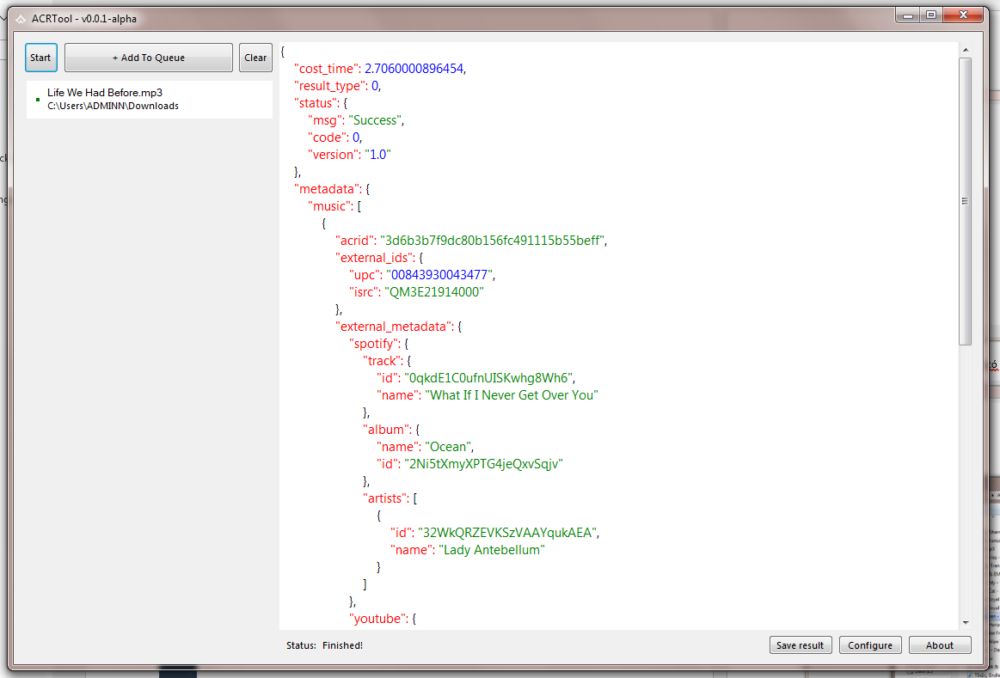 ACRTool - v0.0.1-alpha
Start
+ Add To Queue
Clear
Life We Had Before.mp3
C:\Users\ADMINN\Downloads
{
"cost_time": 2.7060000896454,
"result_type": 0,
"status": {
"msg": "Success",
"code": 0,
"version": "1.0"
},
"metadata": {
"music": [
{
"acrid": "3d6b3b7f9dc80b156fc491115b55beff",
"external_ids": {
"upc": "00843930043477",
"isrc": "QM3E21914000"
},
"external_metadata": {
"spotify": {
"track": {
"id": "0qkdE1C0ufnUISKwhg8Wh6",
"name": "What If I Never Get Over You"
},
"album": {
"name": "Ocean",
"id": "2Ni5tXmyXPTG4jeQxvSqjv"
},
"artists": [
{
"id": "32WkQRZEVKSzVAAYqukAEA",
"name": "Lady Antebellum"
}
]
},
"youtube": {
Status: Finished!
Save result
Configure
About